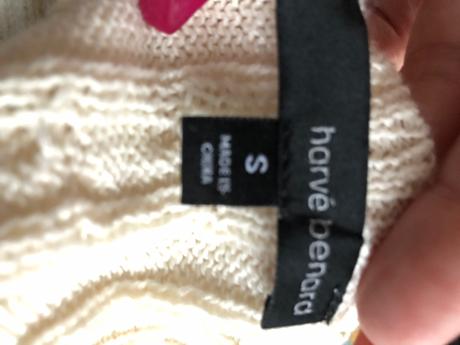 harvé benard
S
MADE IN
CHINA